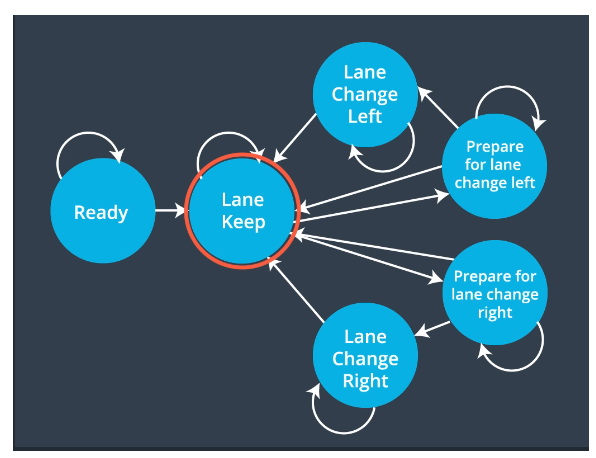 Ready
Lane
Keep
Lane
Change
Left
Prepare
for lane
change left
Prepare for
lane change
right
Lane
Change
Right